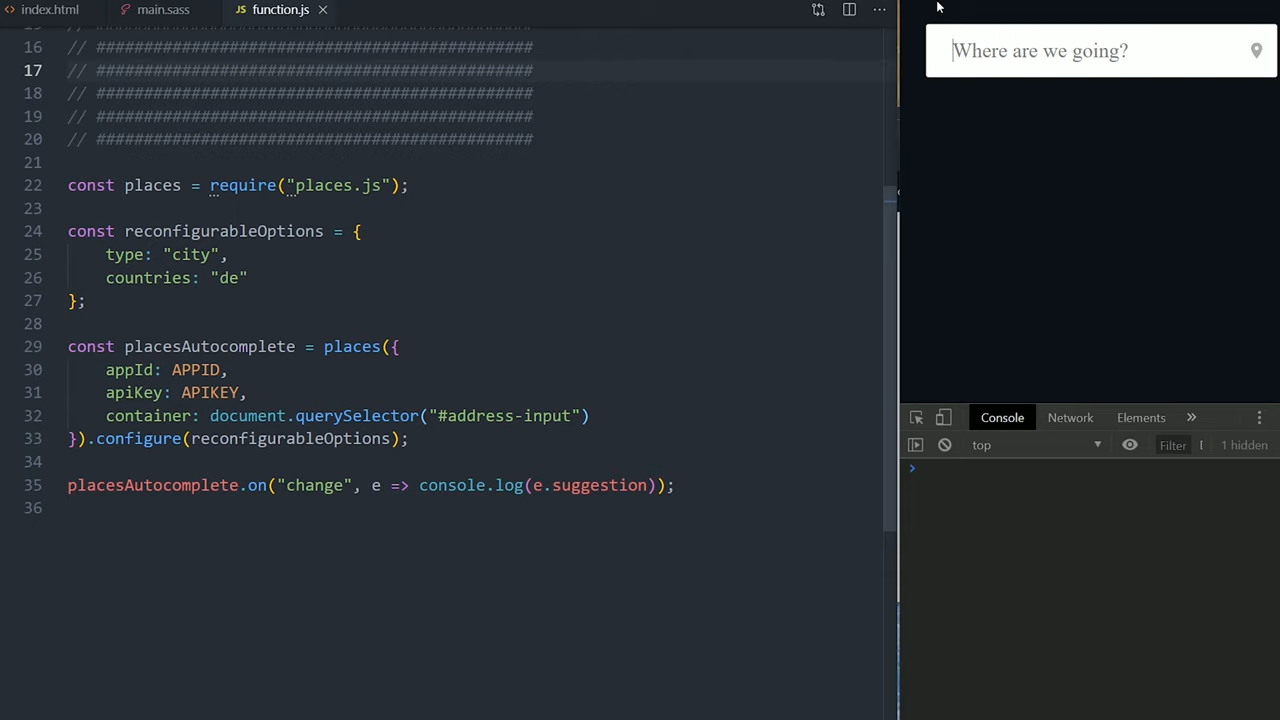 index.html
main.sass
JS function.js
16 // ##############################################
17 // ##############################################
18 // ##############################################
19 // ##############################################
20 // ##############################################
21
22 const places = require("places.js");
23
24 const reconfigurableOptions = {
25 type: "city",
26 countries: "de"
27 };
28
29 const placesAutocomplete = places({
30 appId: APPID,
31 apiKey: APIKEY,
32 container: document.querySelector("#address-input")
33 }).configure(reconfigurableOptions);
34
35 placesAutocomplete.on("change", e => console.log(e.suggestion));
36
Where are we going?
Console Network Elements
top Filter 1 hidden